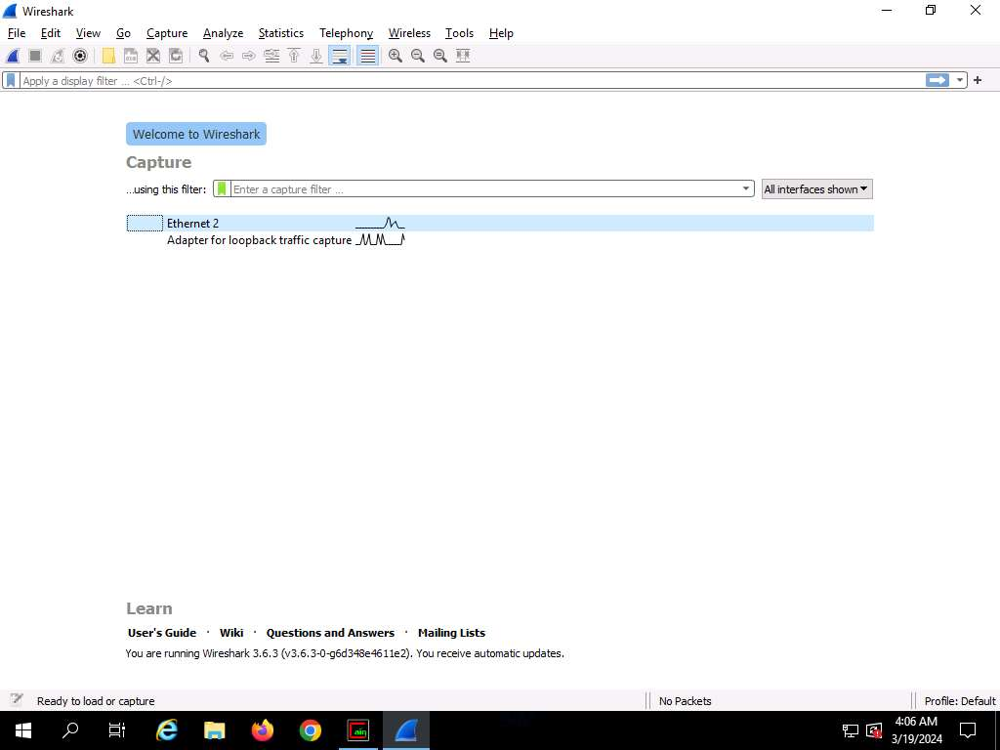 Wireshark
File Edit View Go Capture Analyze Statistics Telephony Wireless Tools Help
Apply a display filter ... <Ctrl-/>
Welcome to Wireshark
Capture
...using this filter: Enter a capture filter ... All interfaces shown
Ethernet 2
Adapter for loopback traffic capture
Learn
User's Guide · Wiki · Questions and Answers · Mailing Lists
You are running Wireshark 3.6.3 (v3.6.3-0-g6d348e4611e2). You receive automatic updates.
Ready to load or capture No Packets Profile: Default
4:06 AM
3/19/2024